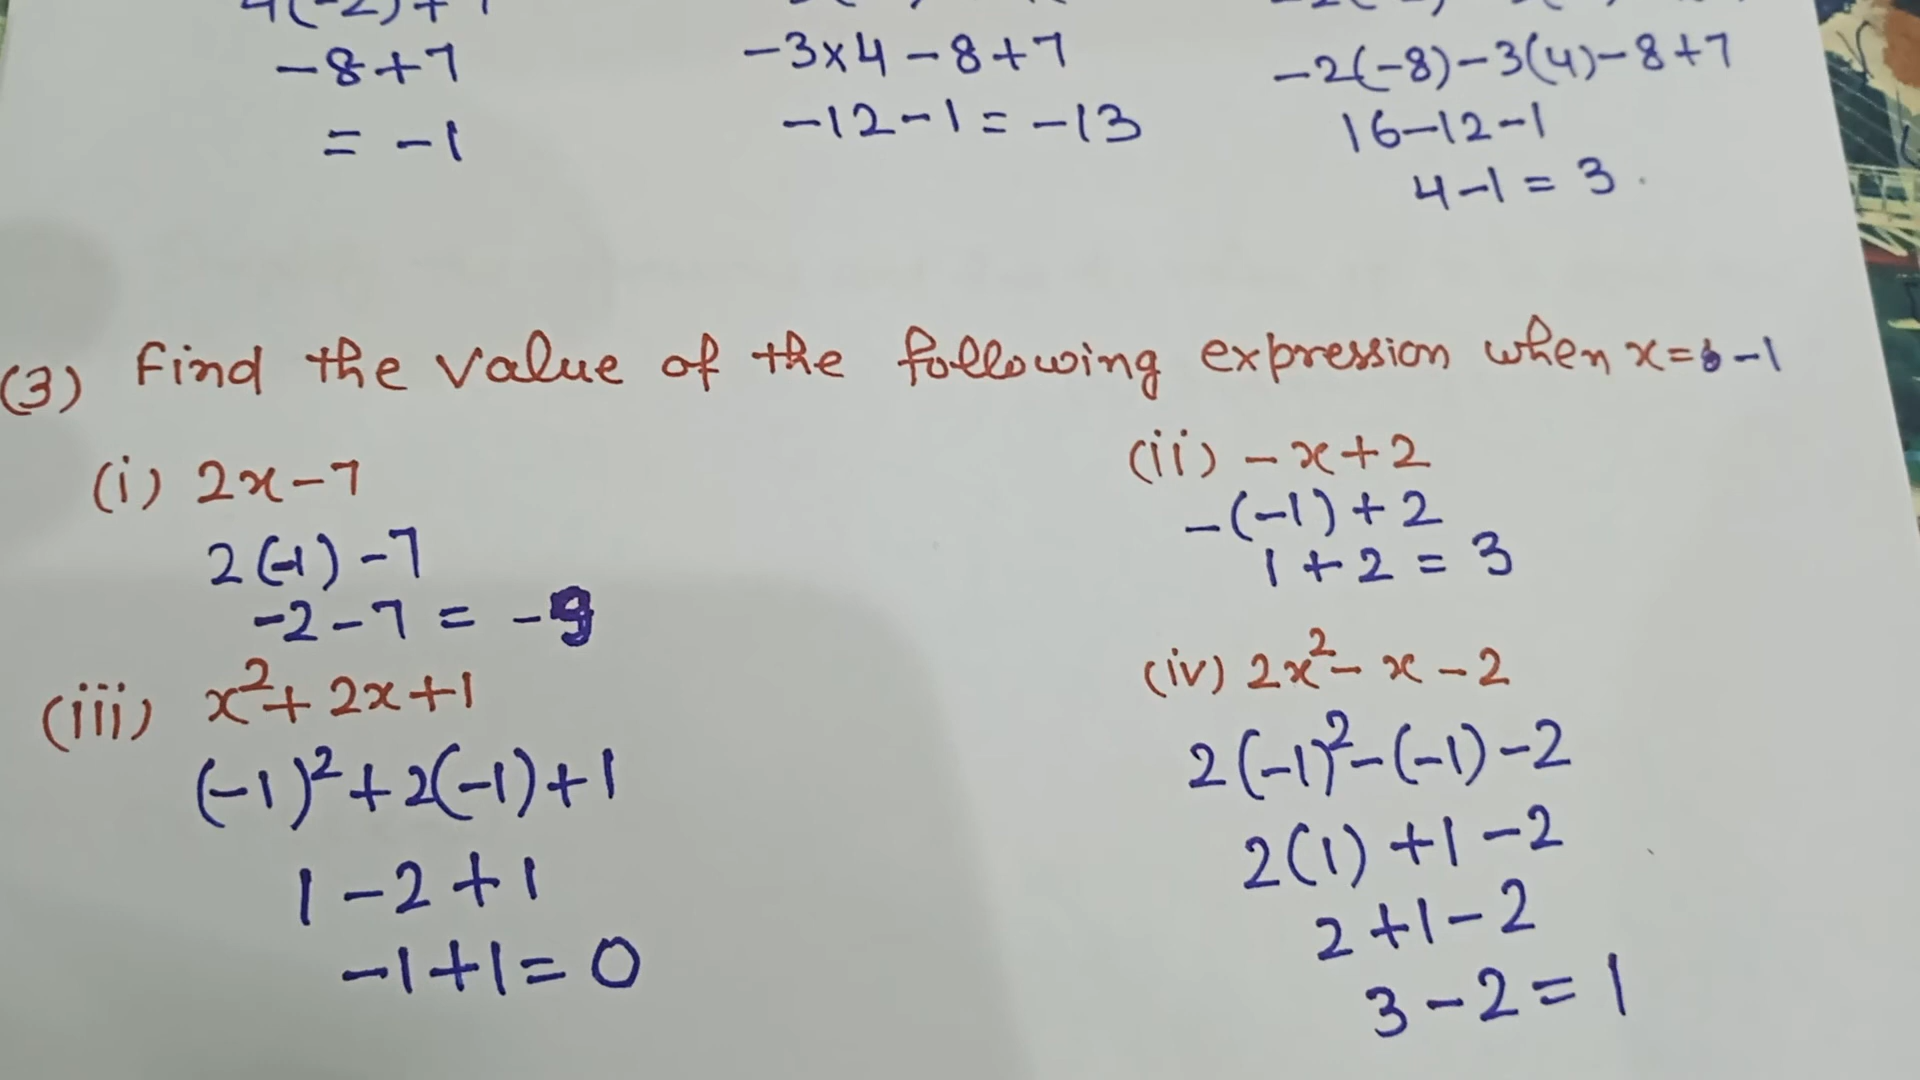 -8+7
= -1
-3x4-8+7
-12-1=-13
-2(-8)-3(4)-8+7
16-12-1
4-1=3
(3) Find the value of the following expression when x=-1
(i) 2x-7
2(-1)-7
-2-7=-9
(ii) -x+2
-(-1)+2
1+2=3
(iii) x²+2x+1
(-1)²+2(-1)+1
1-2+1
-1+1=0
(iv) 2x²-x-2
2(-1)²-(-1)-2
2(1)+1-2
2+1-2
3-2=1